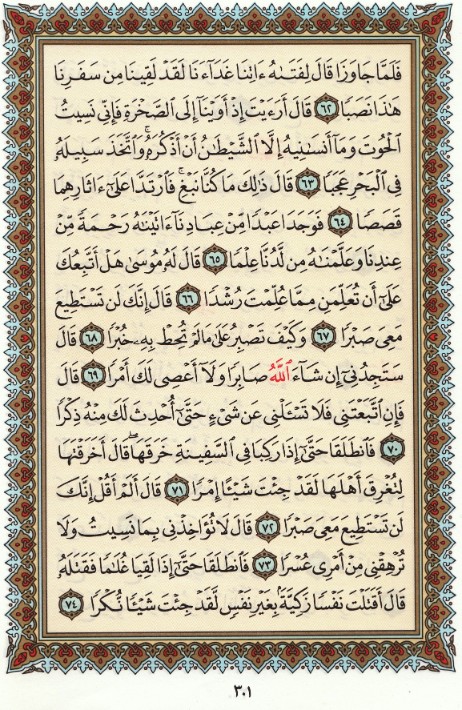 فَلَمَّا جَاوَزَا قَالَ لِفَتَىٰهُ ءَاتِنَا غَدَآءَنَا لَقَدْ لَقِينَا مِن سَفَرِنَا
هَٰذَا نَصَبًا ٦٢ قَالَ أَرَءَيْتَ إِذْ أَوَيْنَآ إِلَى ٱلصَّخْرَةِ فَإِنِّى نَسِيتُ
ٱلْحُوتَ وَمَآ أَنسَىٰنِيهُ إِلَّا ٱلشَّيْطَٰنُ أَنْ أَذْكُرَهُۥ ۚ وَٱتَّخَذَ سَبِيلَهُۥ
فِى ٱلْبَحْرِ عَجَبًا ٦٣ قَالَ ذَٰلِكَ مَا كُنَّا نَبْغِ ۚ فَٱرْتَدَّا عَلَىٰٓ ءَاثَارِهِمَا
قَصَصًا ٦٤ فَوَجَدَا عَبْدًا مِّنْ عِبَادِنَآ ءَاتَيْنَٰهُ رَحْمَةً مِّنْ
عِندِنَا وَعَلَّمْنَٰهُ مِن لَّدُنَّا عِلْمًا ٦٥ قَالَ لَهُۥ مُوسَىٰ هَلْ أَتَّبِعُكَ
عَلَىٰٓ أَن تُعَلِّمَنِ مِمَّا عُلِّمْتَ رُشْدًا ٦٦ قَالَ إِنَّكَ لَن تَسْتَطِيعَ
مَعِىَ صَبْرًا ٦٧ وَكَيْفَ تَصْبِرُ عَلَىٰ مَا لَمْ تُحِطْ بِهِۦ خُبْرًا ٦٨ قَالَ
سَتَجِدُنِىٓ إِن شَآءَ ٱللَّهُ صَابِرًا وَلَآ أَعْصِى لَكَ أَمْرًا ٦٩ قَالَ
فَإِنِ ٱتَّبَعْتَنِى فَلَا تَسْـَٔلْنِى عَن شَىْءٍ حَتَّىٰٓ أُحْدِثَ لَكَ مِنْهُ ذِكْرًا
٧٠ فَٱنطَلَقَا حَتَّىٰٓ إِذَا رَكِبَا فِى ٱلسَّفِينَةِ خَرَقَهَا ۖ قَالَ أَخَرَقْتَهَا
لِتُغْرِقَ أَهْلَهَا لَقَدْ جِئْتَ شَيْـًٔا إِمْرًا ٧١ قَالَ أَلَمْ أَقُلْ إِنَّكَ
لَن تَسْتَطِيعَ مَعِىَ صَبْرًا ٧٢ قَالَ لَا تُؤَاخِذْنِى بِمَا نَسِيتُ وَلَا
تُرْهِقْنِى مِنْ أَمْرِى عُسْرًا ٧٣ فَٱنطَلَقَا حَتَّىٰٓ إِذَا لَقِيَا غُلَٰمًا فَقَتَلَهُۥ
قَالَ أَقَتَلْتَ نَفْسًا زَكِيَّةًۢ بِغَيْرِ نَفْسٍ لَّقَدْ جِئْتَ شَيْـًٔا نُّكْرًا ٧٤
٣٠١